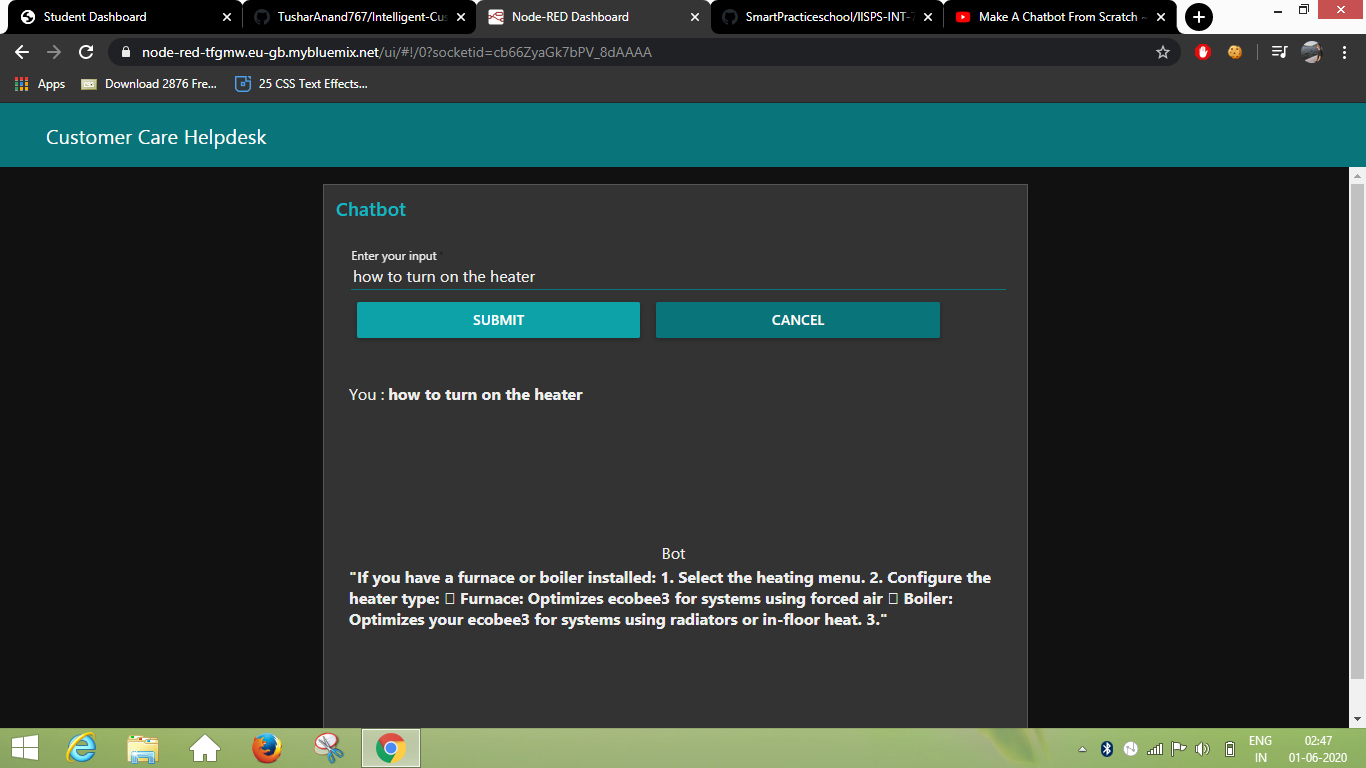 Student Dashboard
TusharAnand767/Intelligent-Cus
Node-RED Dashboard
SmartPracticeschool/IISPS-INT-
Make A Chatbot From Scratch
node-red-tfgmw.eu-gb.mybluemix.net/ui/#!/0?socketid=cb66ZyaGk7bPV_8dAAAA
Apps
Download 2876 Fre...
25 CSS Text Effects...
Customer Care Helpdesk
Chatbot
Enter your input
how to turn on the heater
SUBMIT
CANCEL
You : how to turn on the heater
Bot
"If you have a furnace or boiler installed: 1. Select the heating menu. 2. Configure the
heater type: ▯ Furnace: Optimizes ecobee3 for systems using forced air ▯ Boiler:
Optimizes your ecobee3 for systems using radiators or in-floor heat. 3."
ENG
02:47
IN
01-06-2020